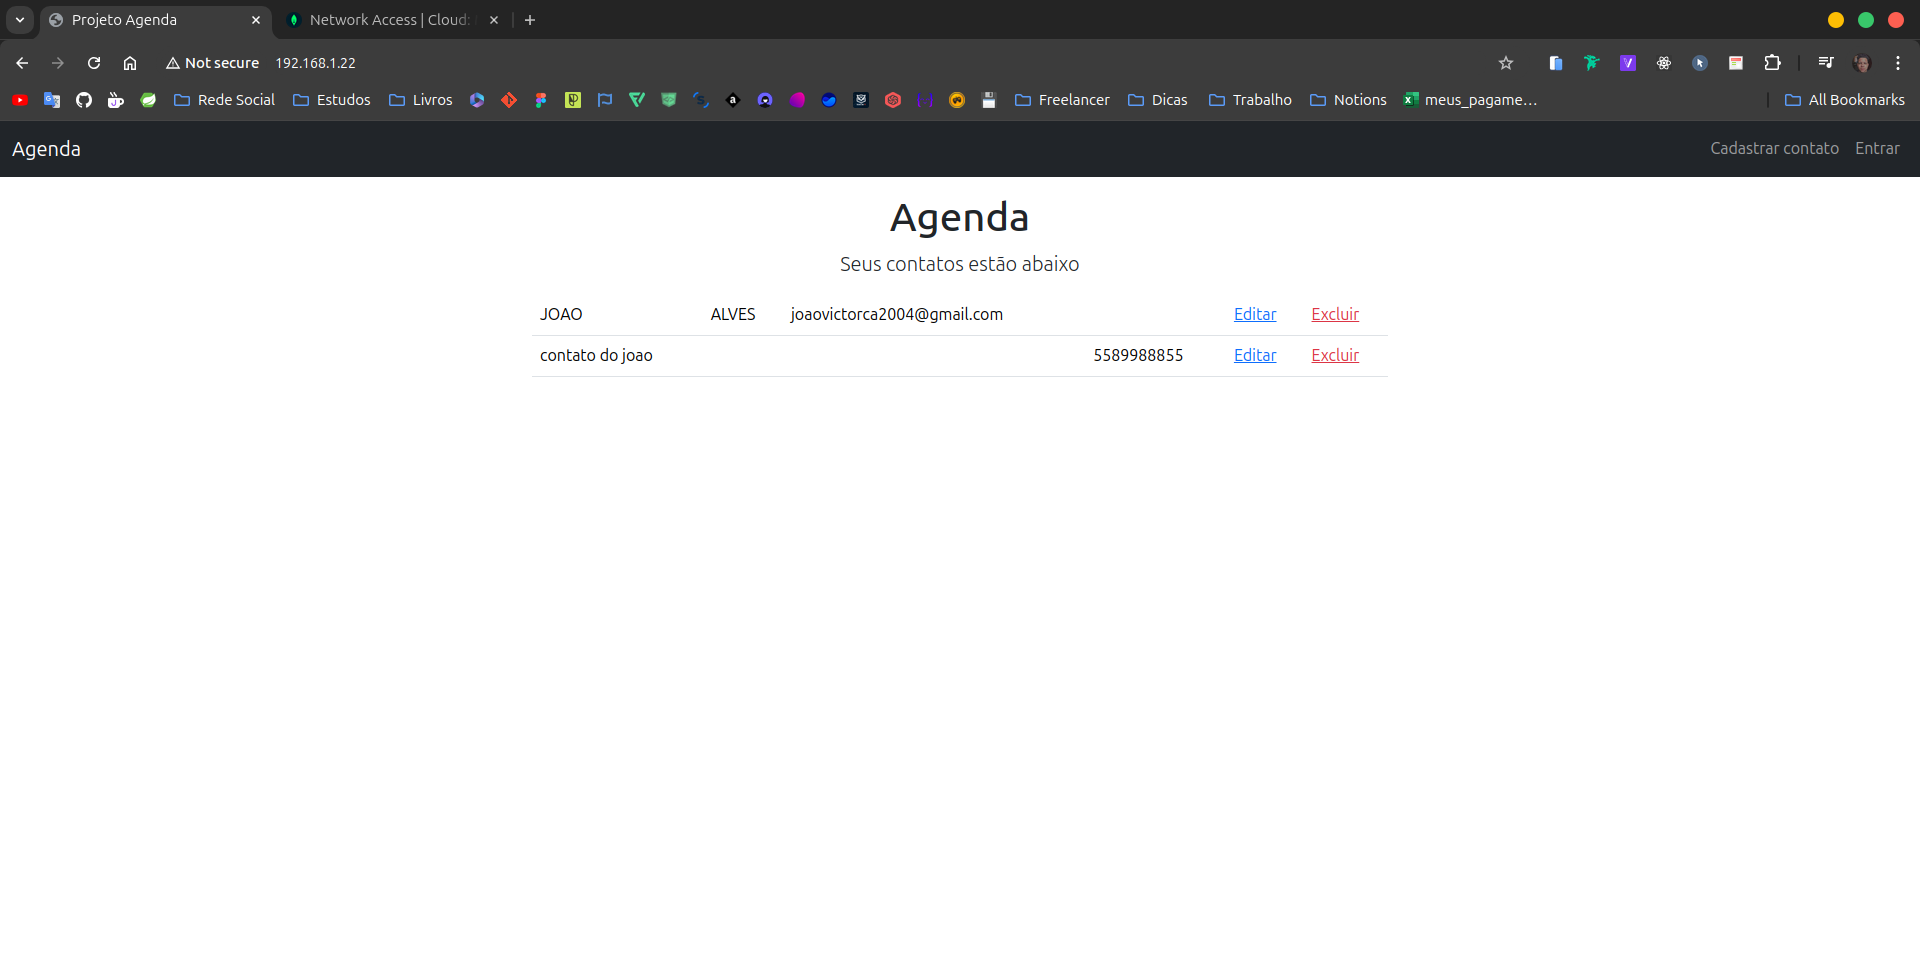 Projeto Agenda
Network Access | Cloud:
Not secure 192.168.1.22
Rede Social Estudos Livros Freelancer Dicas Trabalho Notions meus_pagame... All Bookmarks
Agenda Cadastrar contato Entrar
Agenda
Seus contatos estão abaixo
JOAO ALVES joaovictorca2004@gmail.com Editar Excluir
contato do joao 5589988855 Editar Excluir